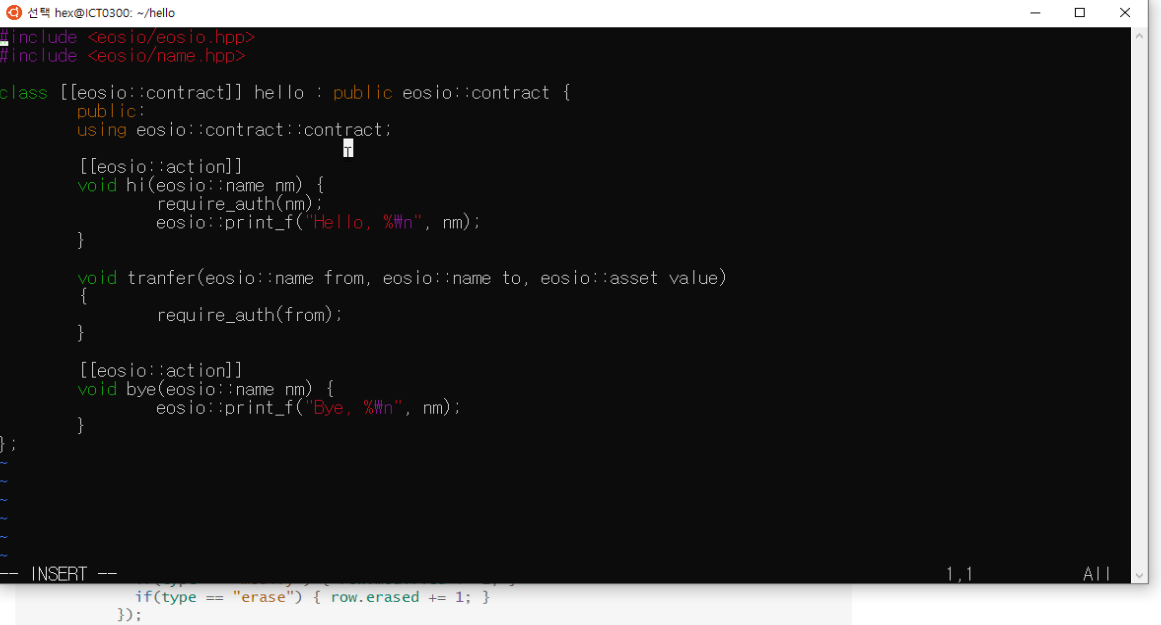 선택 hex@ICT0300: ~/hello
#include <eosio/eosio.hpp>
#include <eosio/name.hpp>
class [[eosio::contract]] hello : public eosio::contract {
public:
using eosio::contract::contract;
[[eosio::action]]
void hi(eosio::name nm) {
require_auth(nm);
eosio::print_f("Hello, %₩n", nm);
}
void tranfer(eosio::name from, eosio::name to, eosio::asset value)
{
require_auth(from);
}
[[eosio::action]]
void bye(eosio::name nm) {
eosio::print_f("Bye, %₩n", nm);
}
};
~
~
~
~
~
~
-- INSERT --
1,1
All
if(type == "erase") { row.erased += 1; }
});